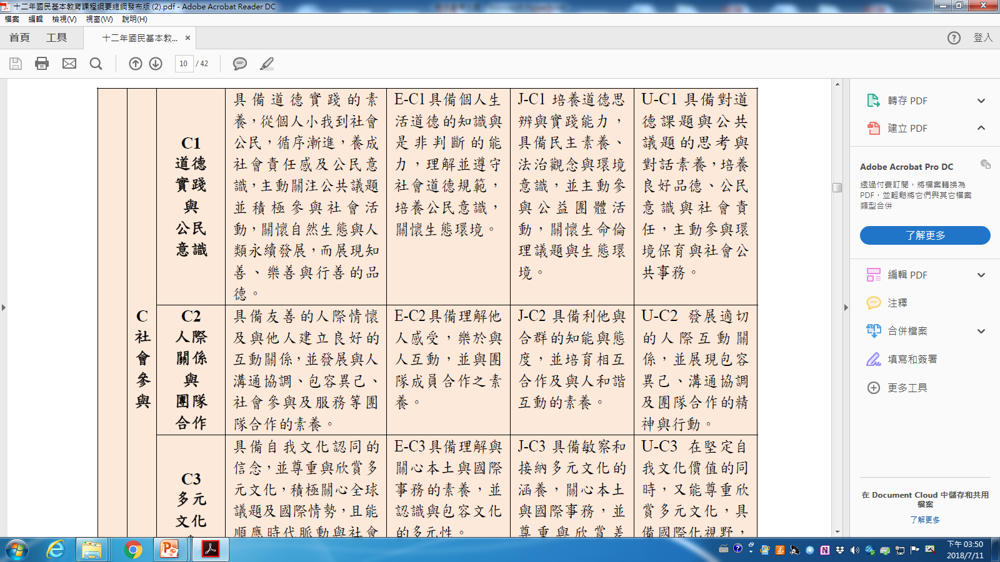 十二年國民基本教育課程綱要總綱發布版 (2).pdf - Adobe Acrobat Reader DC
檔案 編輯 檢視(V) 視窗(W) 說明(H)
首頁 工具 十二年國民基本教... × 登入
10 / 42
C
社
會
參
與
C1
道德
實踐
與
公民
意識
具備道德實踐的素
養，從個人小我到社會
公民，循序漸進，養成
社會責任感及公民意
識，主動關注公共議題
並積極參與社會活
動，關懷自然生態與人
類永續發展，而展現知
善、樂善與行善的品
德。
E-C1具備個人生
活道德的知識與
是非判斷的能
力，理解並遵守
社會道德規範，
培養公民意識，
關懷生態環境。
J-C1 培養道德思
辨與實踐能力，
具備民主素養、
法治觀念與環境
意識，並主動參
與公益團體活
動，關懷生命倫
理議題與生態環
境。
U-C1 具備對道
德課題與公共
議題的思考與
對話素養，培養
良好品德、公民
意識與社會責
任，主動參與環
境保育與社會公
共事務。
C2
人際
關係
與
團隊
合作
具備友善的人際情懷
及與他人建立良好的
互動關係，並發展與人
溝通協調、包容異己、
社會參與及服務等團
隊合作的素養。
E-C2具備理解他
人感受，樂於與
人互動，並與團
隊成員合作之素
養。
J-C2 具備利他與
合群的知能與態
度，並培育相互
合作及與人和諧
互動的素養。
U-C2 發展適切
的人際互動關
係，並展現包容
異己、溝通協調
及團隊合作的精
神與行動。
C3
多元
文化
具備自我文化認同的
信念，並尊重與欣賞多
元文化，積極關心全球
議題及國際情勢，且能
順應時代脈動與社會
E-C3具備理解與
關心本土與國際
事務的素養，並
認識與包容文化
的多元性。
J-C3 具備敏察和
接納多元文化的
涵養，關心本土
與國際事務，並
尊重與欣賞差
U-C3 在堅定自
我文化價值的同
時，又能尊重欣
賞多元文化，具
備國際化視野，
轉存 PDF
建立 PDF
Adobe Acrobat Pro DC
透過付費訂閱，將檔案轉換為
PDF，並輕鬆將它們與其它檔案
類型合併
了解更多
編輯 PDF
注釋
合併檔案
填寫和簽署
更多工具
在 Document Cloud 中儲存和共用
檔案
了解更多
下午 03:50
2018/7/11